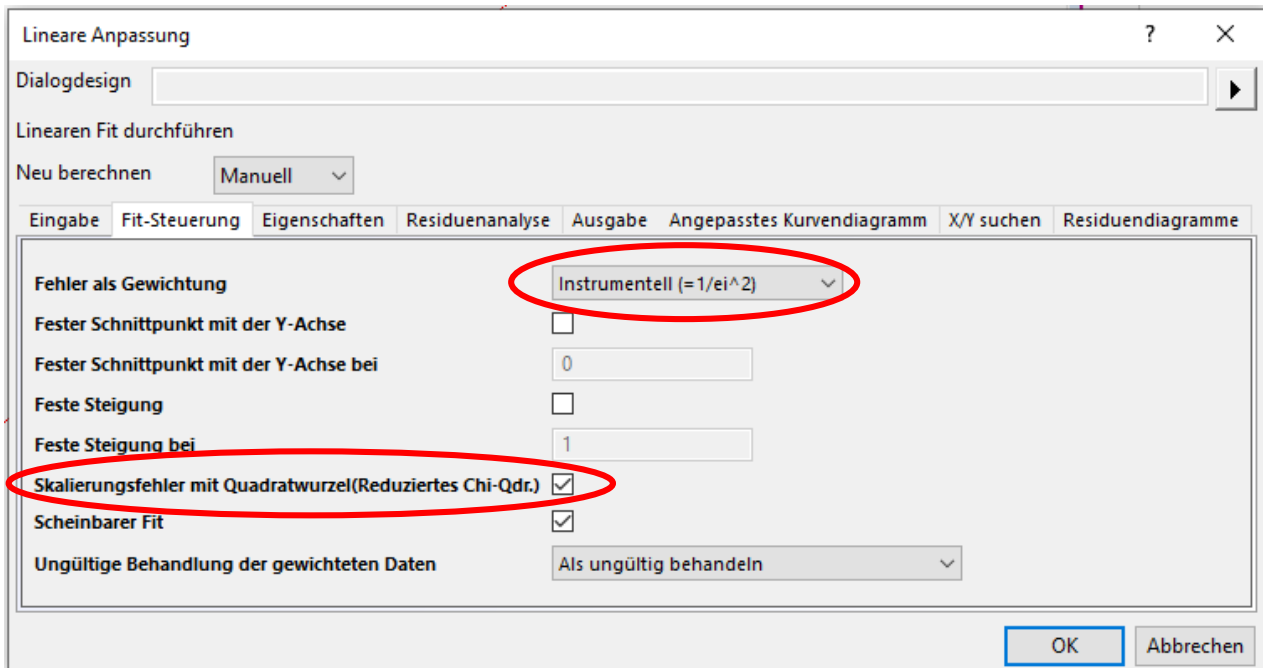 Lineare Anpassung
Dialogdesign
Linearen Fit durchführen
Neu berechnen Manuell
Eingabe Fit-Steuerung Eigenschaften Residuenanalyse Ausgabe Angepasstes Kurvendiagramm X/Y suchen Residuendiagramme
Fehler als Gewichtung Instrumentell (=1/ei^2)
Fester Schnittpunkt mit der Y-Achse
Fester Schnittpunkt mit der Y-Achse bei 0
Feste Steigung
Feste Steigung bei 1
Skalierungsfehler mit Quadratwurzel(Reduziertes Chi-Qdr.)
Scheinbarer Fit
Ungültige Behandlung der gewichteten Daten Als ungültig behandeln
OK Abbrechen